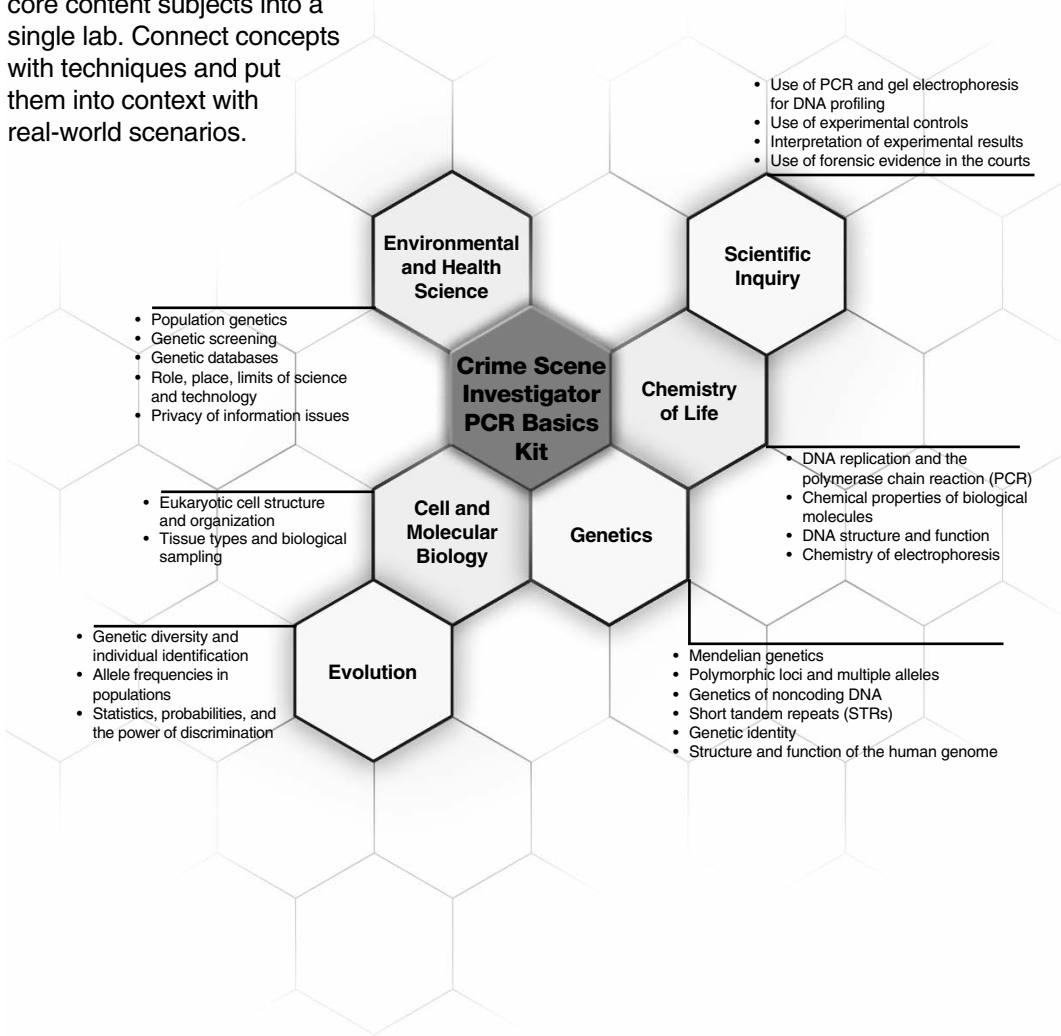 core content subjects into a
single lab. Connect concepts
with techniques and put
them into context with
real-world scenarios.
• Use of PCR and gel electrophoresis
for DNA profiling
• Use of experimental controls
• Interpretation of experimental results
• Use of forensic evidence in the courts
Environmental
and Health
Science
Scientific
Inquiry
• Population genetics
• Genetic screening
• Genetic databases
• Role, place, limits of science
and technology
• Privacy of information issues
Crime Scene
Investigator
PCR Basics
Kit
Chemistry
of Life
• DNA replication and the
polymerase chain reaction (PCR)
• Chemical properties of biological
molecules
• DNA structure and function
• Chemistry of electrophoresis
• Eukaryotic cell structure
and organization
• Tissue types and biological
sampling
Cell and
Molecular
Biology
Genetics
• Genetic diversity and
individual identification
• Allele frequencies in
populations
• Statistics, probabilities, and
the power of discrimination
Evolution
• Mendelian genetics
• Polymorphic loci and multiple alleles
• Genetics of noncoding DNA
• Short tandem repeats (STRs)
• Genetic identity
• Structure and function of the human genome